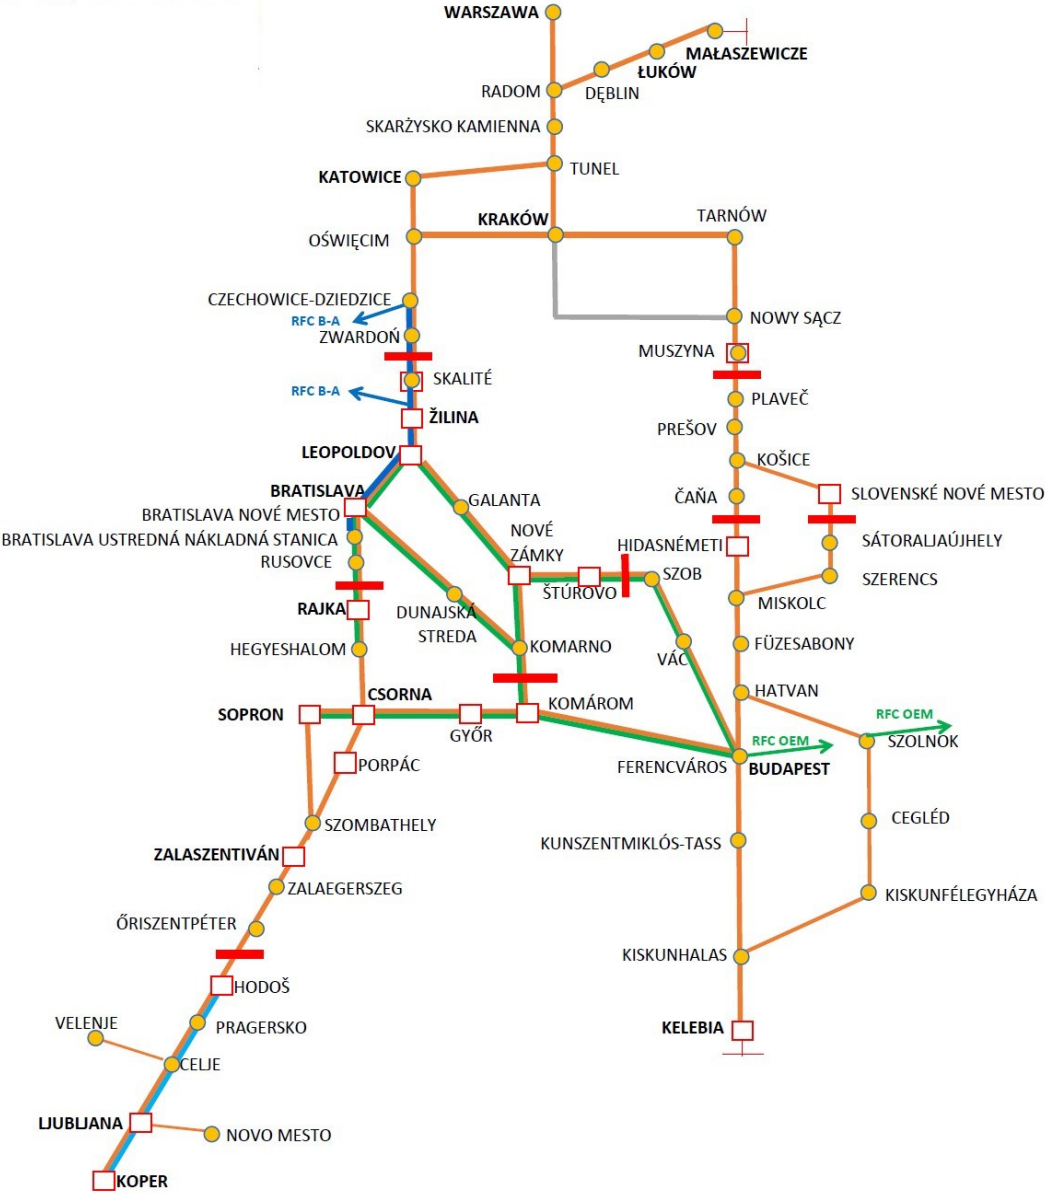 WARSZAWA
MAŁASZEWICZE
ŁUKÓW
RADOM
DĘBLIN
SKARŻYSKO KAMIENNA
TUNEL
KATOWICE
KRAKÓW
TARNÓW
OŚWIĘCIM
CZECHOWICE-DZIEDZICE
RFC B-A
ZWARDOŃ
NOWY SĄCZ
MUSZYNA
SKALITÉ
RFC B-A
PLAVEČ
ŽILINA
PREŠOV
LEOPOLDOV
KOŠICE
BRATISLAVA
GALANTA
ČAŇA
SLOVENSKÉ NOVÉ MESTO
BRATISLAVA NOVÉ MESTO
NOVÉ
ZÁMKY
BRATISLAVA USTREDNÁ NÁKLADNÁ STANICA
HIDASNÉMETI
SÁTORALJAÚJHELY
RUSOVCE
SZOB
SZERENCS
ŠTÚROVO
RAJKA
DUNAJSKÁ
STREDA
MISKOLC
HEGYESHALOM
KOMARNO
VÁC
FÜZESABONY
CSORNA
HATVAN
SOPRON
KOMÁROM
GYŐR
RFC OEM
RFC OEM
SZOLNOK
PORPÁC
FERENCVÁROS
BUDAPEST
SZOMBATHELY
CEGLÉD
KUNSZENTMIKLÓS-TASS
ZALASZENTIVÁN
ZALAEGERSZEG
KISKUNFÉLEGYHÁZA
ŐRISZENTPÉTER
KISKUNHALAS
HODOŠ
VELENJE
PRAGERSKO
KELEBIA
CELJE
LJUBLJANA
NOVO MESTO
KOPER